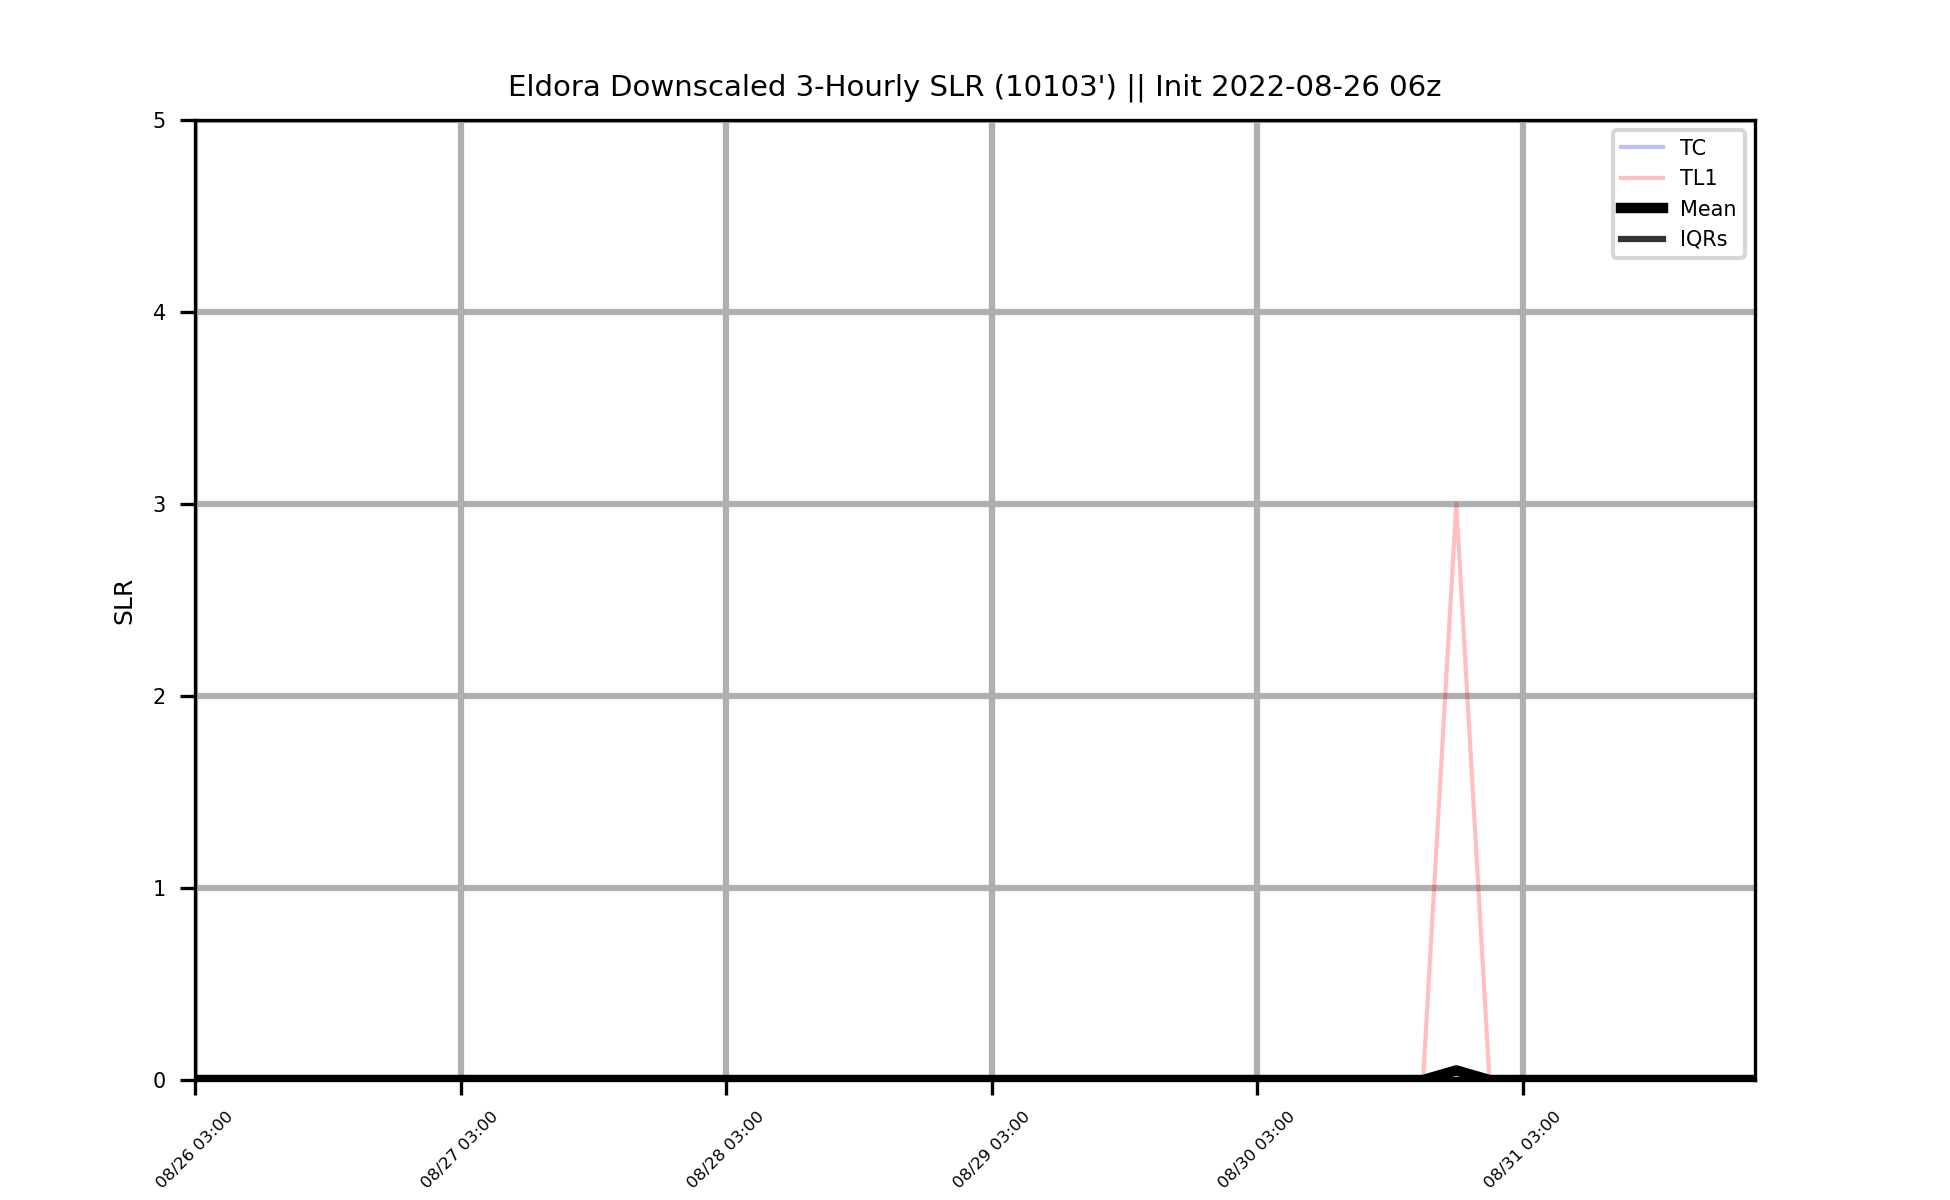 Eldora Downscaled 3-Hourly SLR (10103') || Init 2022-08-26 06z
TC
TL1
Mean
IQRs
SLR
5
4
3
2
1
0
08/26 03:00
08/27 03:00
08/28 03:00
08/29 03:00
08/30 03:00
08/31 03:00